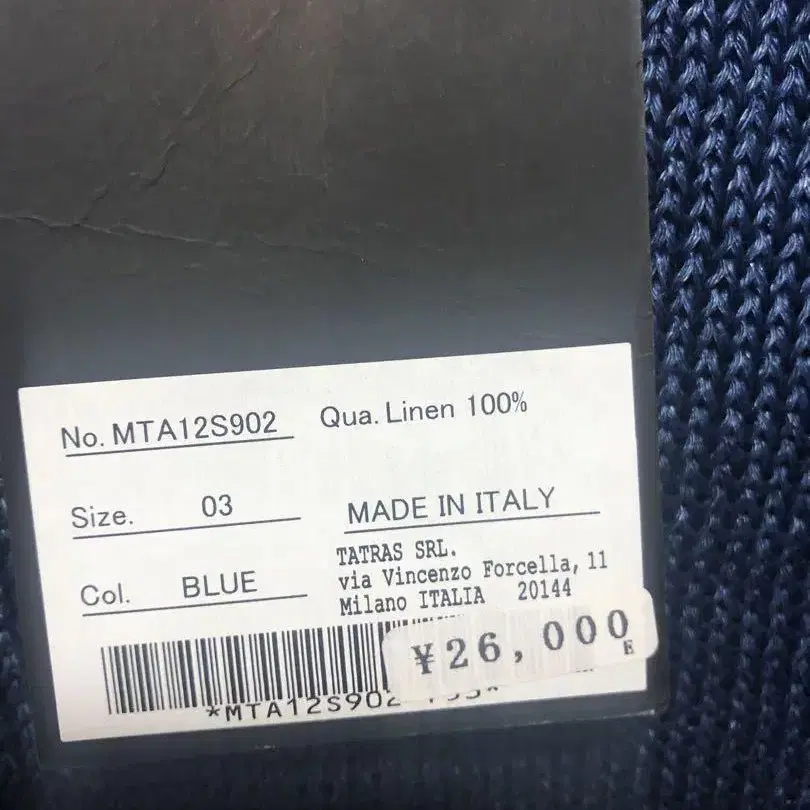 No. MTA12S902 Qua. Linen 100%
Size. 03
MADE IN ITALY
TATRAS SRL.
via Vincenzo Forcella, 11
Col. BLUE
Milano ITALIA 20144
¥26,000
*MTA12S902